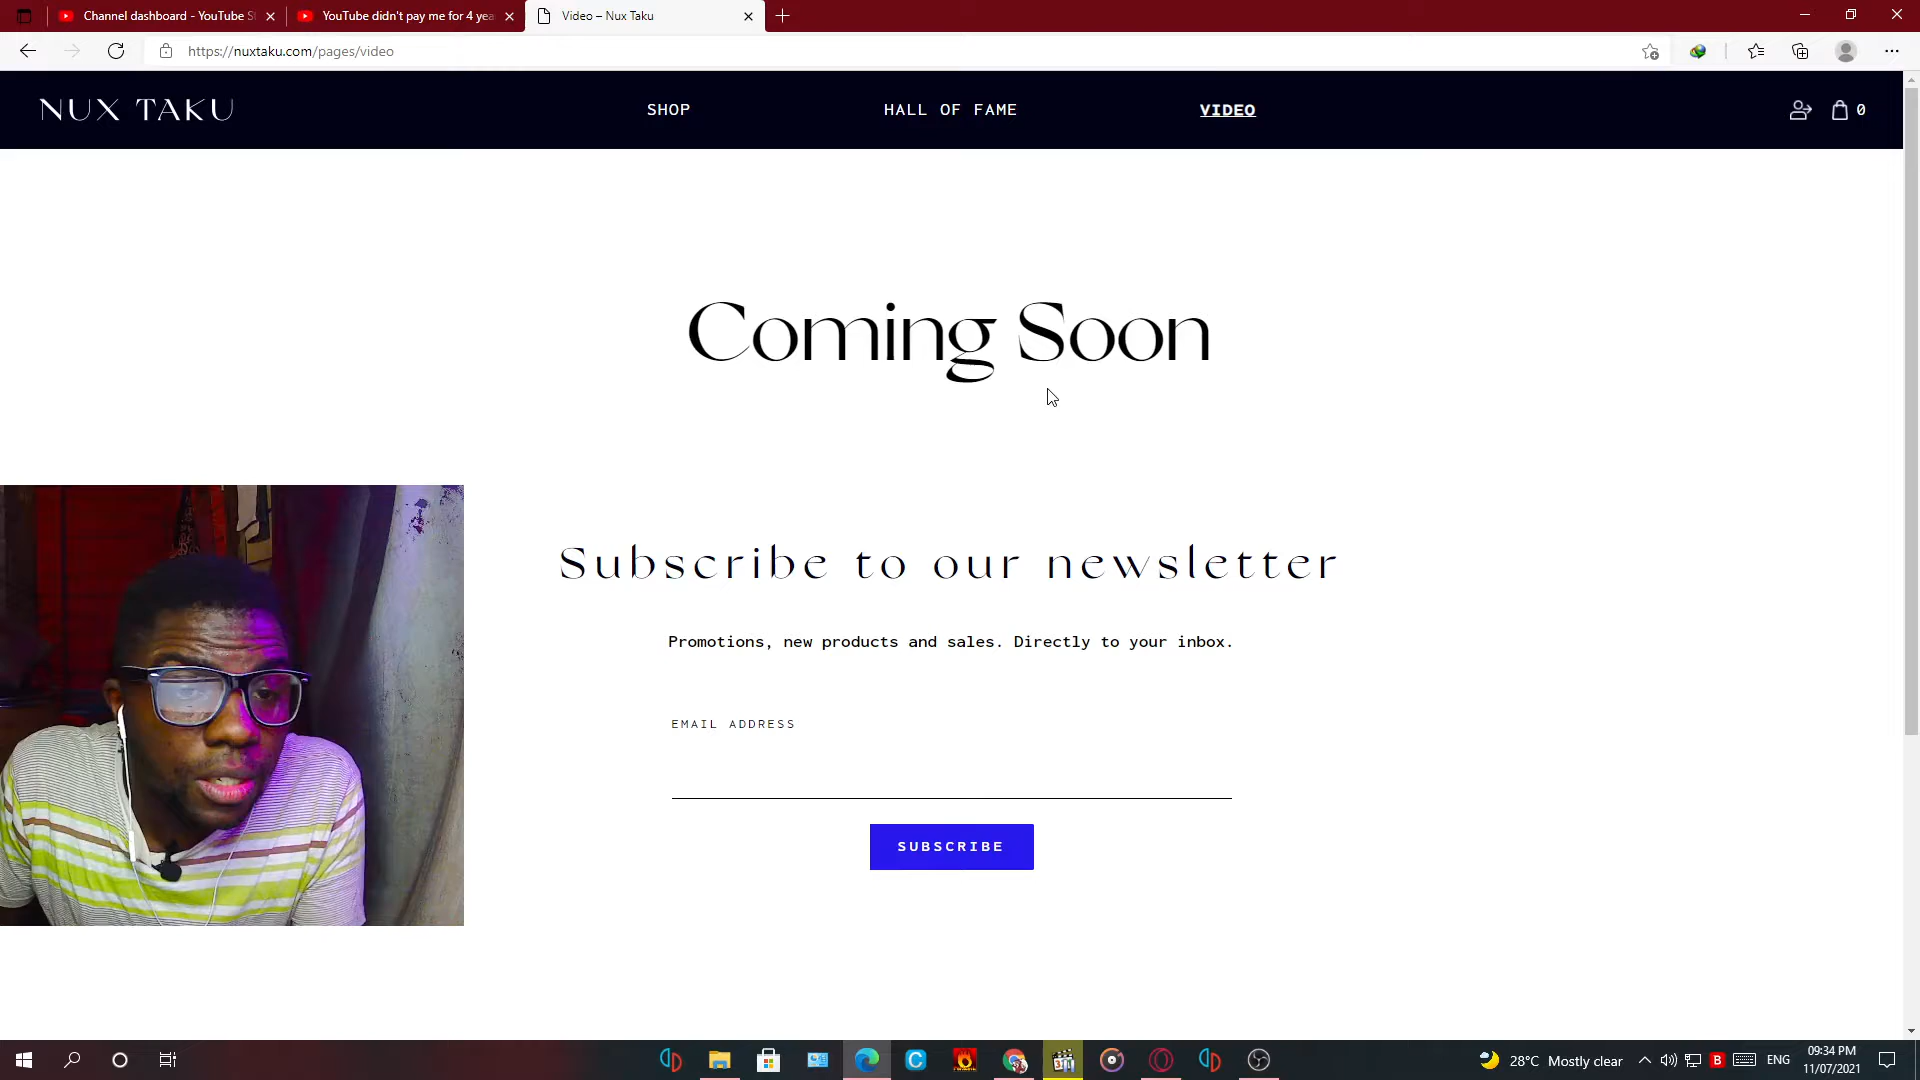 Channel dashboard - YouTube S
YouTube didn't pay me for 4 yea
Video – Nux Taku
https://nuxtaku.com/pages/video
NUX TAKU
SHOP
HALL OF FAME
VIDEO
0
Coming Soon
Subscribe to our newsletter
Promotions, new products and sales. Directly to your inbox.
EMAIL ADDRESS
SUBSCRIBE
28°C Mostly clear
ENG
09:34 PM
11/07/2021